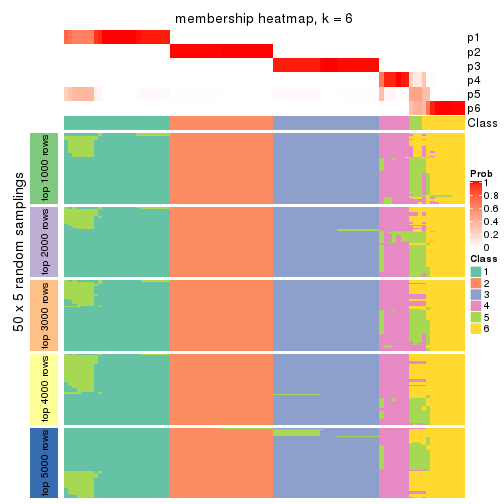 membership heatmap, k = 6
p1
p2
p3
p4
p5
p6
Class
50 x 5 random samplings
top 1000 rows
top 2000 rows
top 3000 rows
top 4000 rows
top 5000 rows
Prob
1
0.8
0.6
0.4
0.2
0
Class
1
2
3
4
5
6